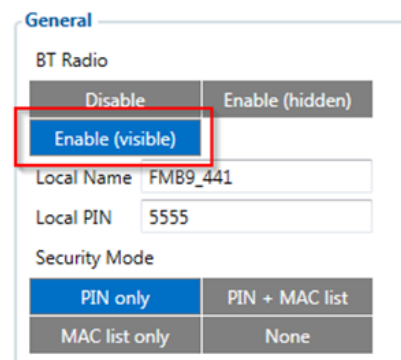 General
BT Radio
Disable Enable (hidden)
Enable (visible)
Local Name FMB9_441
Local PIN 5555
Security Mode
PIN only PIN + MAC list
MAC list only None